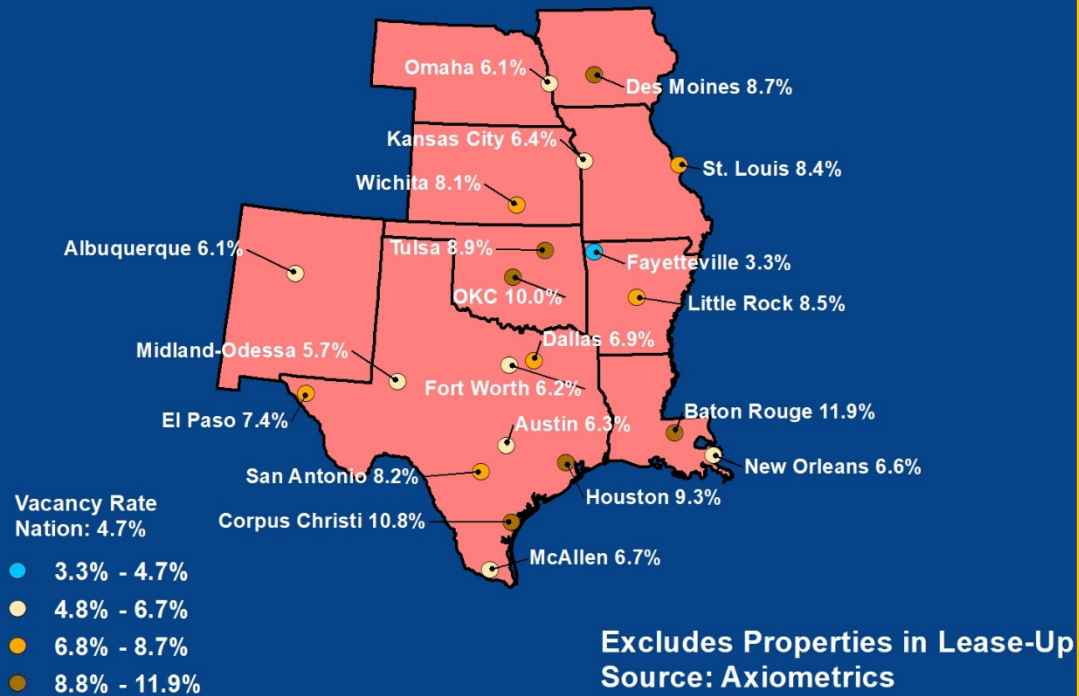 Omaha 6.1%
Des Moines 8.7%
Kansas City 6.4%
St. Louis 8.4%
Wichita 8.1%
Albuquerque 6.1%
Tulsa 8.9%
Fayetteville 3.3%
OKC 10.0%
Little Rock 8.5%
Dallas 6.9%
Midland-Odessa 5.7%
Fort Worth 6.2%
El Paso 7.4%
Baton Rouge 11.9%
Austin 6.3%
New Orleans 6.6%
San Antonio 8.2%
Houston 9.3%
Corpus Christi 10.8%
McAllen 6.7%
Vacancy Rate
Nation: 4.7%
3.3% - 4.7%
4.8% - 6.7%
6.8% - 8.7%
8.8% - 11.9%
Excludes Properties in Lease-Up
Source: Axiometrics